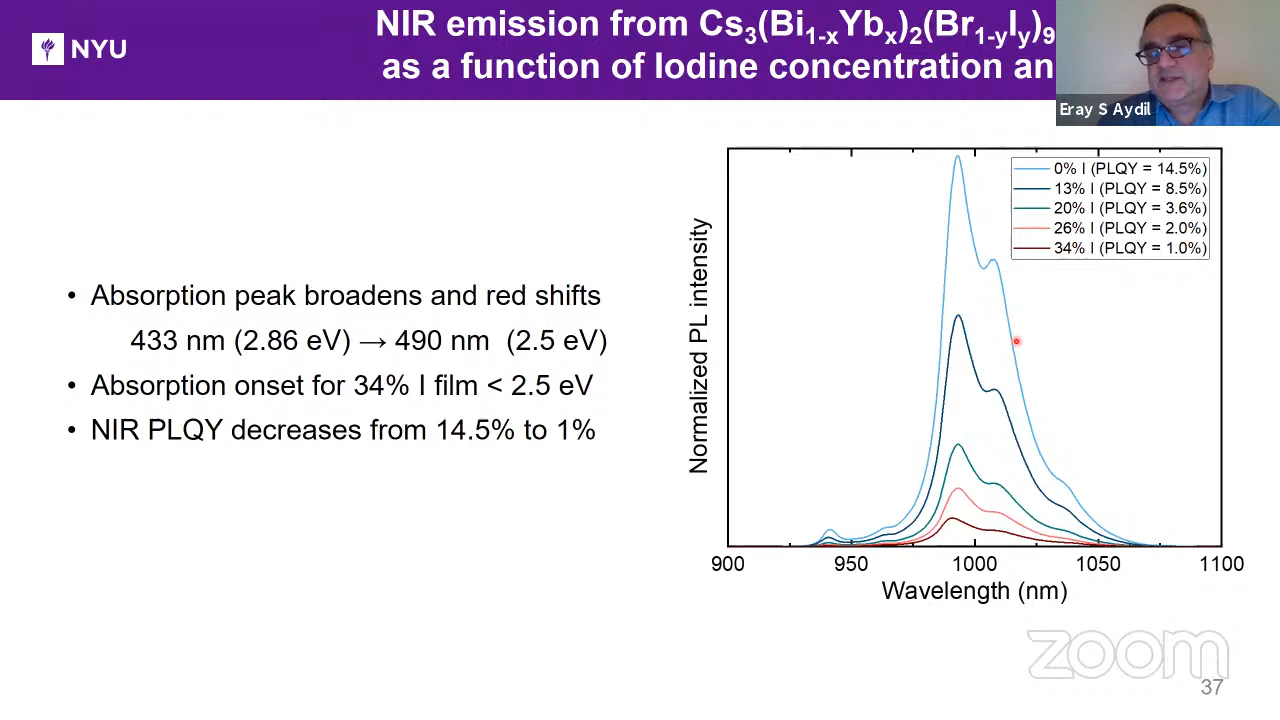 NYU
NIR emission from Cs3(Bi1-xYbx)2(Br1-yIy)9
as a function of Iodine concentration an
Eray S Aydil
• Absorption peak broadens and red shifts
433 nm (2.86 eV) → 490 nm (2.5 eV)
• Absorption onset for 34% I film < 2.5 eV
• NIR PLQY decreases from 14.5% to 1%
Normalized PL intensity
0% I (PLQY = 14.5%)
13% I (PLQY = 8.5%)
20% I (PLQY = 3.6%)
26% I (PLQY = 2.0%)
34% I (PLQY = 1.0%)
900 950 1000 1050 1100
Wavelength (nm)
zoom
37